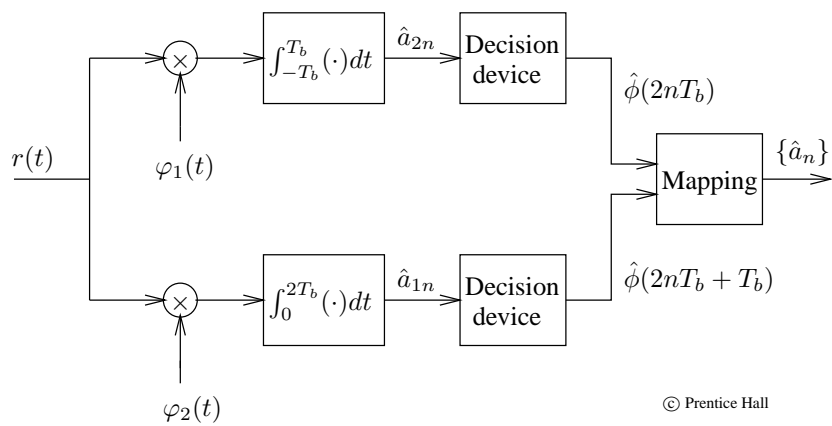 r(t)
×
φ₁(t)
∫_{-T_b}^{T_b}(·)dt
â_{2n}
Decision
device
ϕ̂(2nT_b)
×
φ₂(t)
∫_0^{2T_b}(·)dt
â_{1n}
Decision
device
ϕ̂(2nT_b + T_b)
Mapping
{â_n}
© Prentice Hall